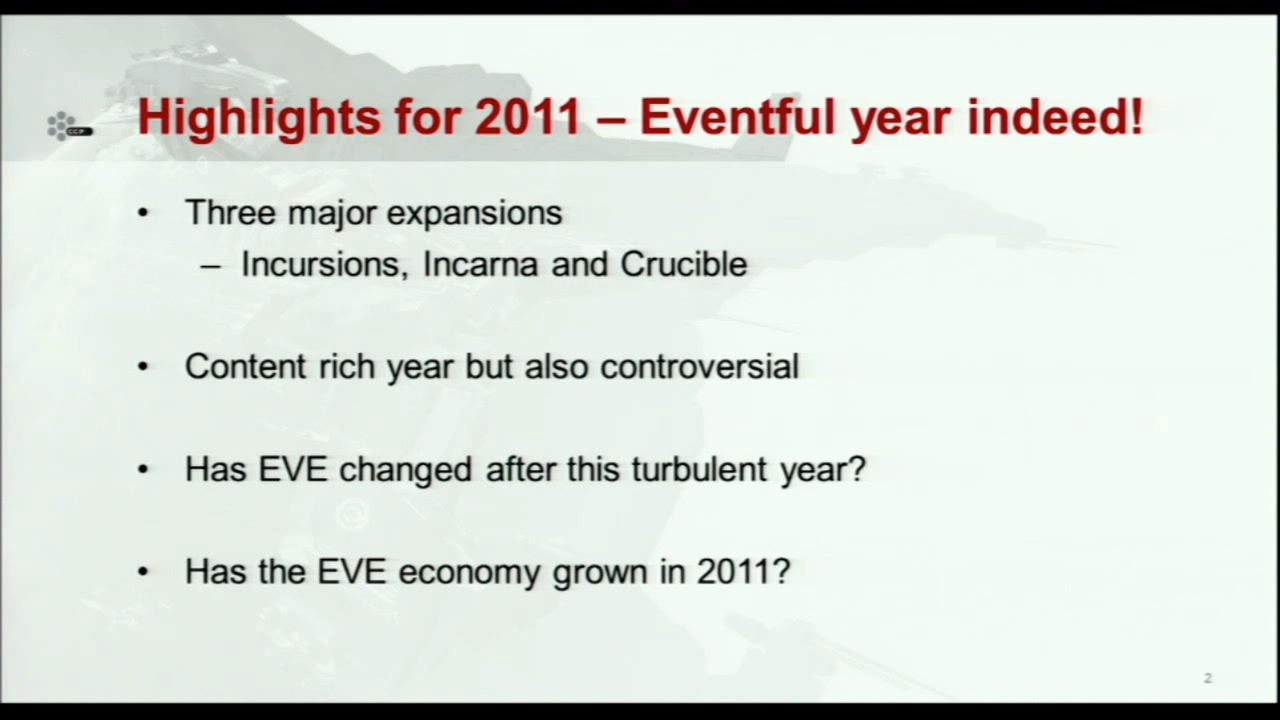 Highlights for 2011 – Eventful year indeed!
CCP
• Three major expansions
– Incursions, Incarna and Crucible
• Content rich year but also controversial
• Has EVE changed after this turbulent year?
• Has the EVE economy grown in 2011?
2